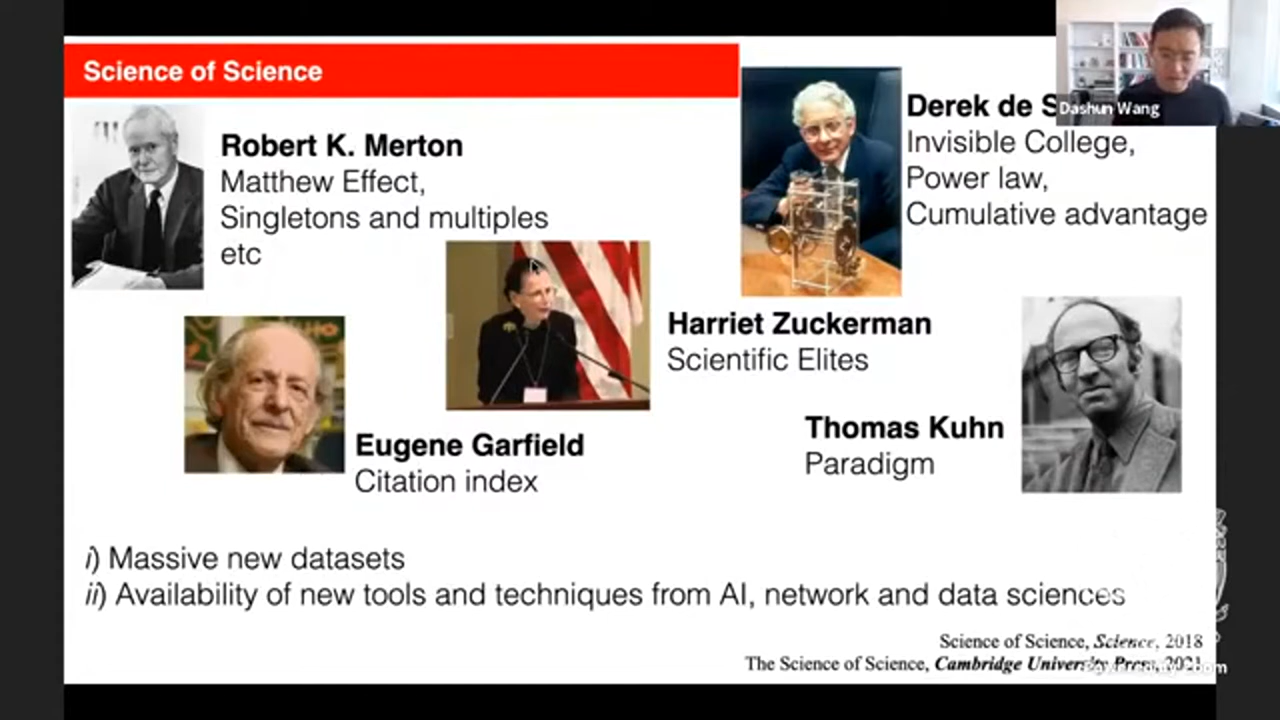 Science of Science
Robert K. Merton
Matthew Effect,
Singletons and multiples
etc
Derek de
Dashun Wang
Invisible College,
Power law,
Cumulative advantage
Harriet Zuckerman
Scientific Elites
Eugene Garfield
Citation index
Thomas Kuhn
Paradigm
i) Massive new datasets
ii) Availability of new tools and techniques from AI, network and data sciences
Science of Science, Science, 2018
The Science of Science, Cambridge University Press, 2021
zoom